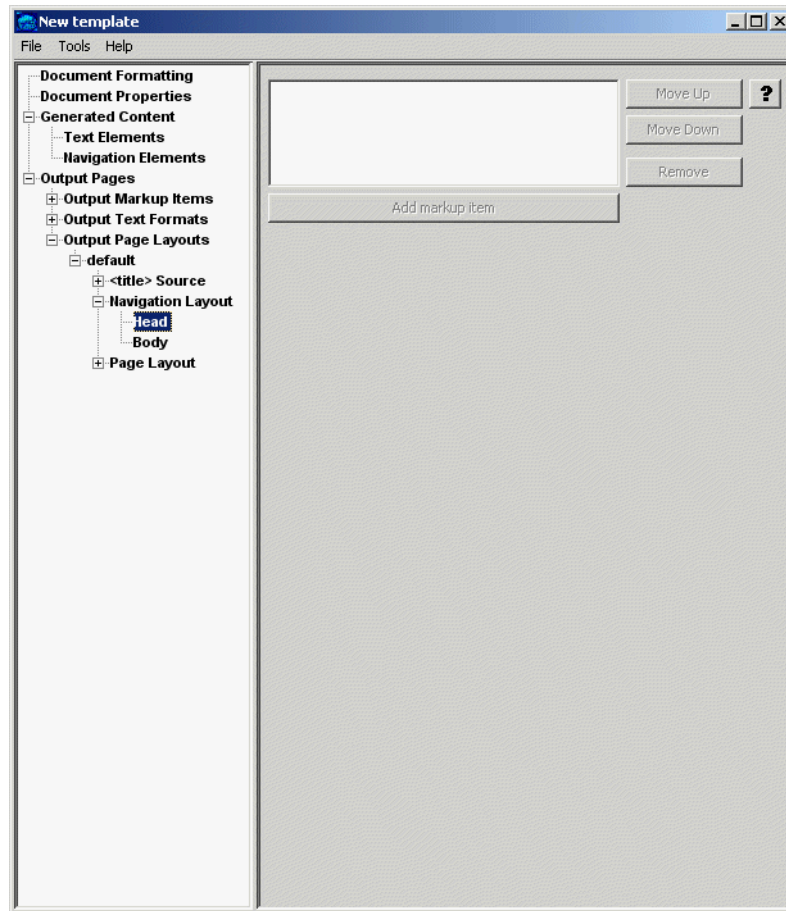 New template
File Tools Help
Document Formatting
Document Properties
Generated Content
Text Elements
Navigation Elements
Output Pages
Output Markup Items
Output Text Formats
Output Page Layouts
default
<title> Source
Navigation Layout
Head
Body
Page Layout
Move Up ?
Move Down
Remove
Add markup item